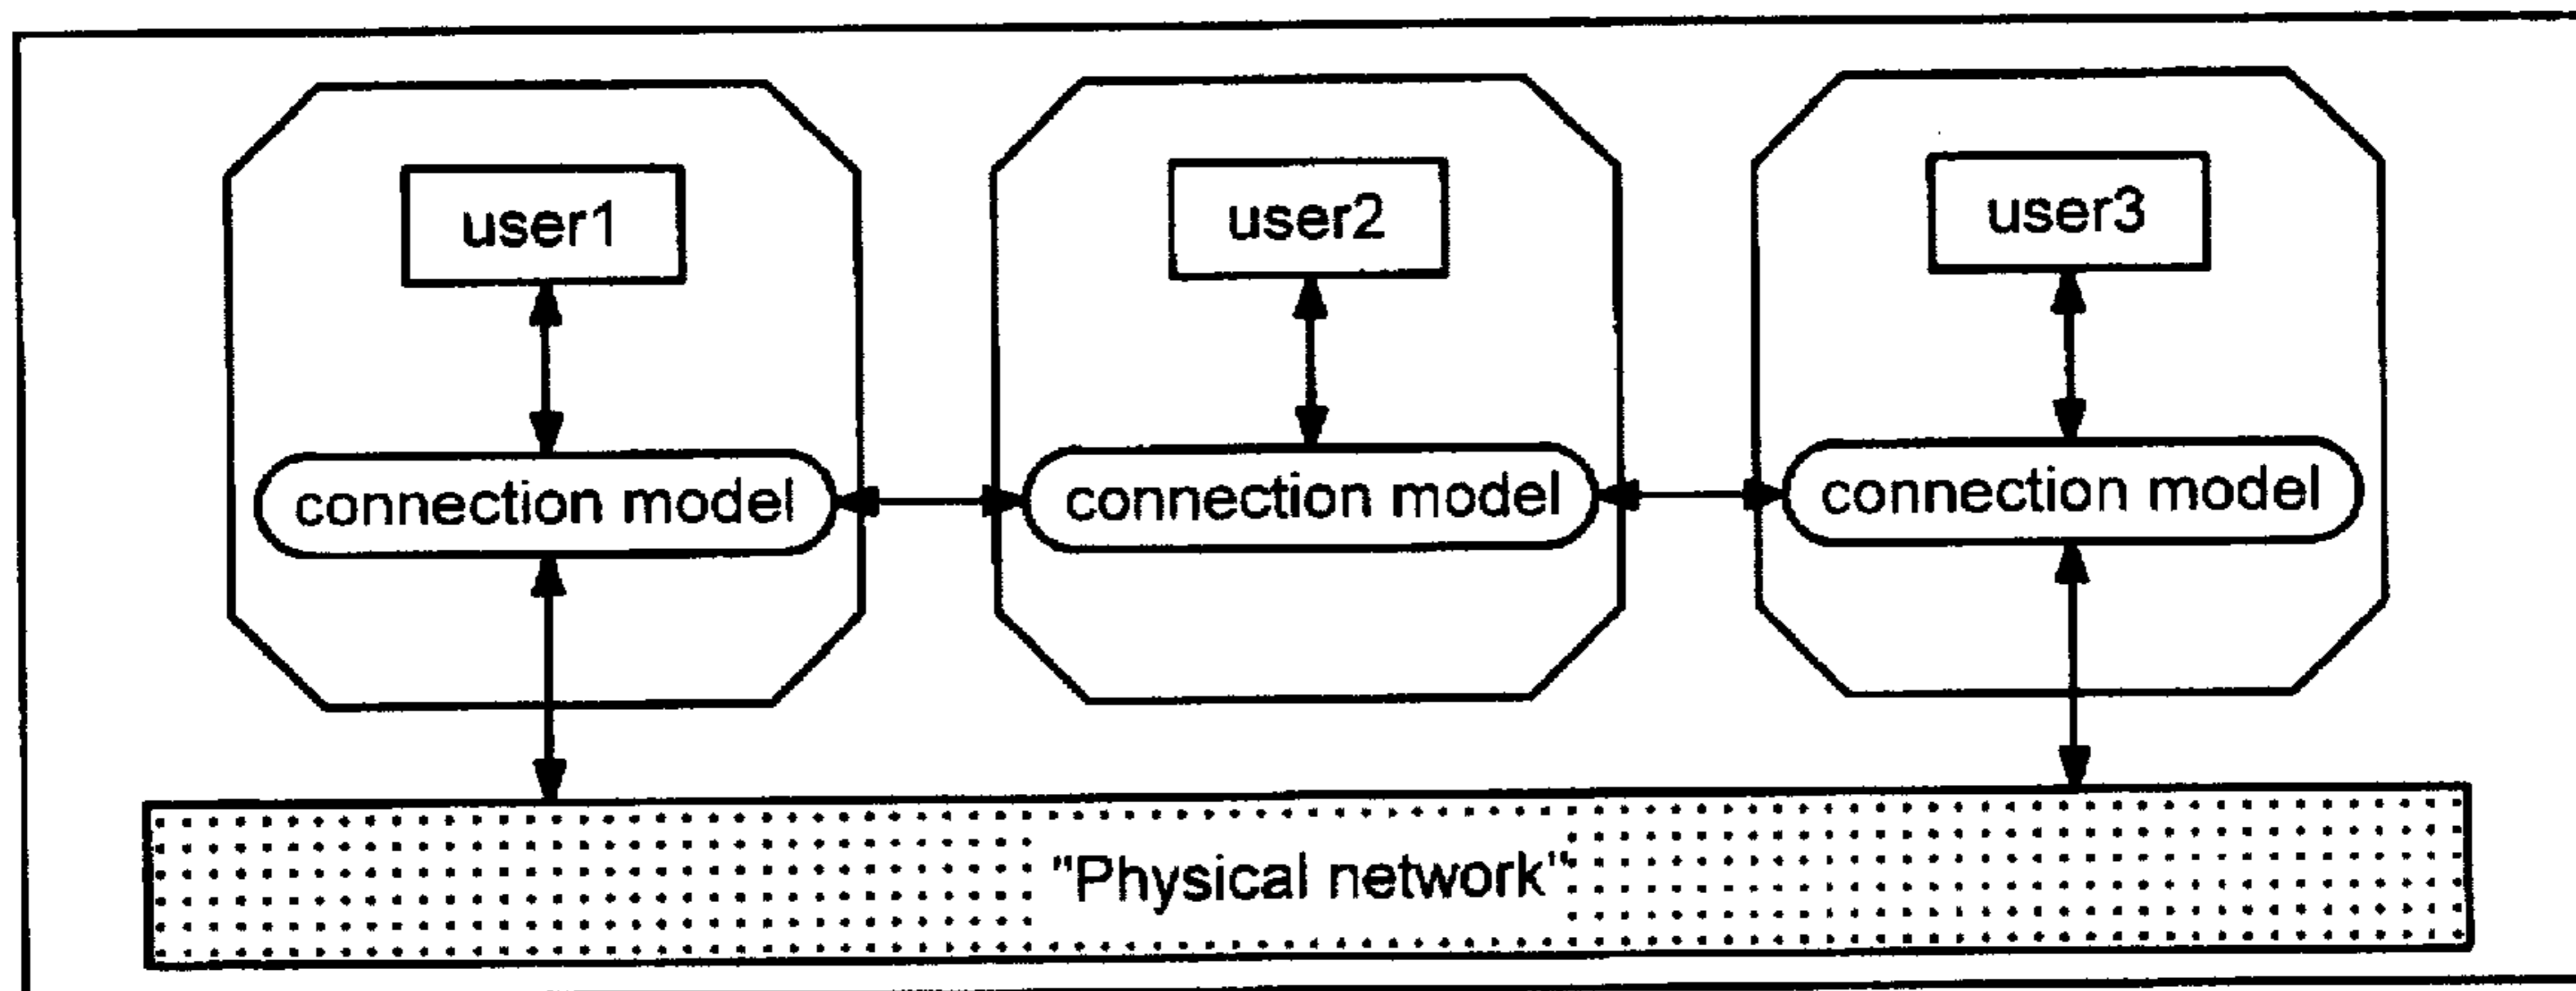 user1
user2
user3
connection model
connection model
connection model
"Physical network"